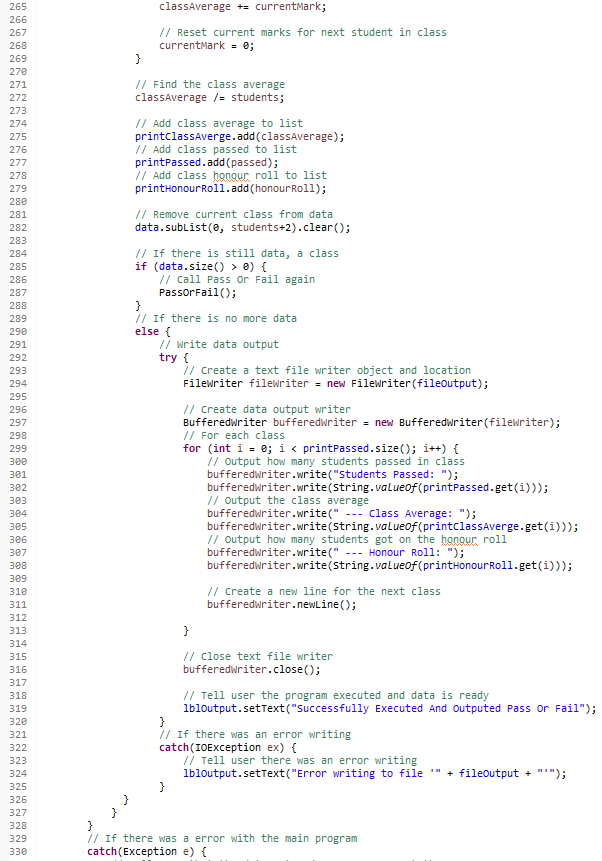 265 classAverage += currentMark;
266
267 // Reset current marks for next student in class
268 currentMark = 0;
269 }
270
271 // Find the class average
272 classAverage /= students;
273
274 // Add class average to list
275 printClassAverge.add(classAverage);
276 // Add class passed to list
277 printPassed.add(passed);
278 // Add class honour roll to list
279 printHonourRoll.add(honourRoll);
280
281 // Remove current class from data
282 data.subList(0, students+2).clear();
283
284 // If there is still data, a class
285 if (data.size() > 0) {
286 // Call Pass Or Fail again
287 PassOrFail();
288 }
289 // If there is no more data
290 else {
291 // Write data output
292 try {
293 // Create a text file writer object and location
294 FileWriter fileWriter = new FileWriter(fileOutput);
295
296 // Create data output writer
297 BufferedWriter bufferedWriter = new BufferedWriter(fileWriter);
298 // For each class
299 for (int i = 0; i < printPassed.size(); i++) {
300 // Output how many students passed in class
301 bufferedWriter.write("Students Passed: ");
302 bufferedWriter.write(String.valueOf(printPassed.get(i)));
303 // Output the class average
304 bufferedWriter.write(" --- Class Average: ");
305 bufferedWriter.write(String.valueOf(printClassAverge.get(i)));
306 // Output how many students got on the honour roll
307 bufferedWriter.write(" --- Honour Roll: ");
308 bufferedWriter.write(String.valueOf(printHonourRoll.get(i)));
309
310 // Create a new line for the next class
311 bufferedWriter.newLine();
312
313 }
314
315 // Close text file writer
316 bufferedWriter.close();
317
318 // Tell user the program executed and data is ready
319 lblOutput.setText("Successfully Executed And Outputed Pass Or Fail");
320 }
321 // If there was an error writing
322 catch(IOException ex) {
323 // Tell user there was an error writing
324 lblOutput.setText("Error writing to file '" + fileOutput + "'");
325 }
326 }
327 }
328 }
329 // If there was a error with the main program
330 catch(Exception e) {